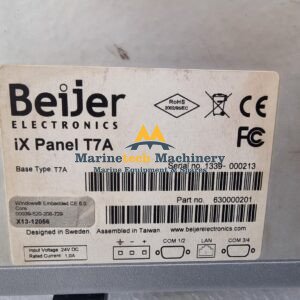 Beijer
ELECTRONICS
RoHS
2002/95/EC
CE
FC
iX Panel T7A
Marinetech Machinery
Marine Equipment & Spares
Base Type: T7A
Serial no. 1339- 000213
Windows® Embedded CE 6.0
Core
X13-12056
Part no. 630000201
Designed in Sweden.
Assembled in Taiwan
www.beijerelectronics.com
Input Voltage: 24V DC
Rated Current: 1.0A
COM 1/2
LAN
COM 3/4